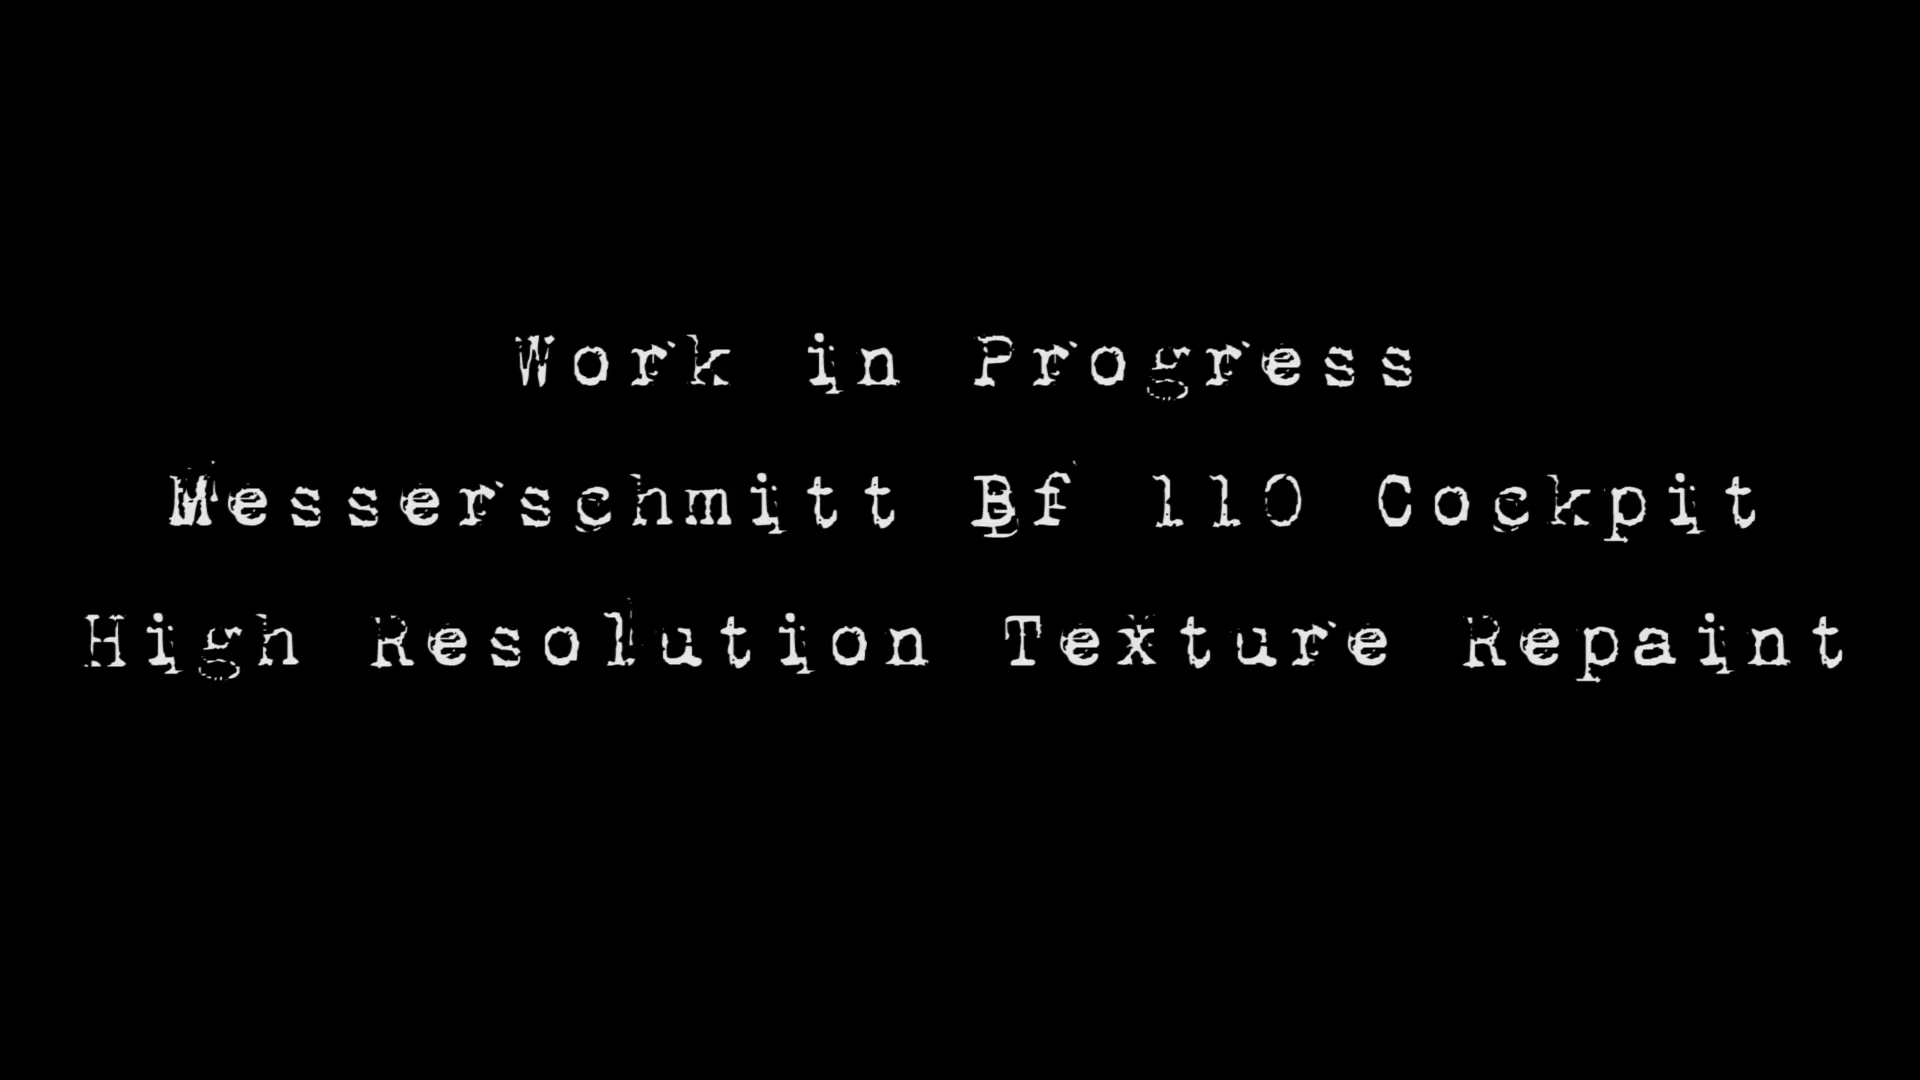 Work in Progress
Messerschmitt Bf 110 Cockpit
High Resolution Texture Repaint